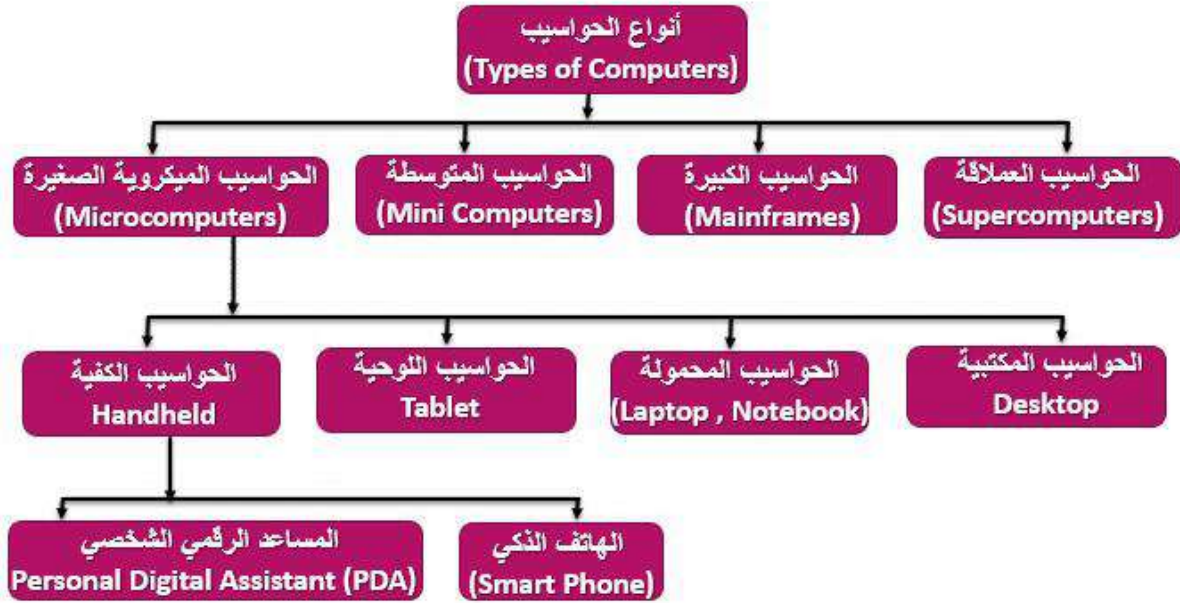 أنواع الحواسيب
(Types of Computers)
الحواسيب العملاقة
(Supercomputers)
الحواسيب الكبيرة
(Mainframes)
الحواسيب المتوسطة
(Mini Computers)
الحواسيب الميكروية الصغيرة
(Microcomputers)
الحواسيب المكتبية
Desktop
الحواسيب المحمولة
(Laptop , Notebook)
الحواسيب اللوحية
Tablet
الحواسيب الكفية
Handheld
الهاتف الذكي
(Smart Phone)
المساعد الرقمي الشخصي
Personal Digital Assistant (PDA)